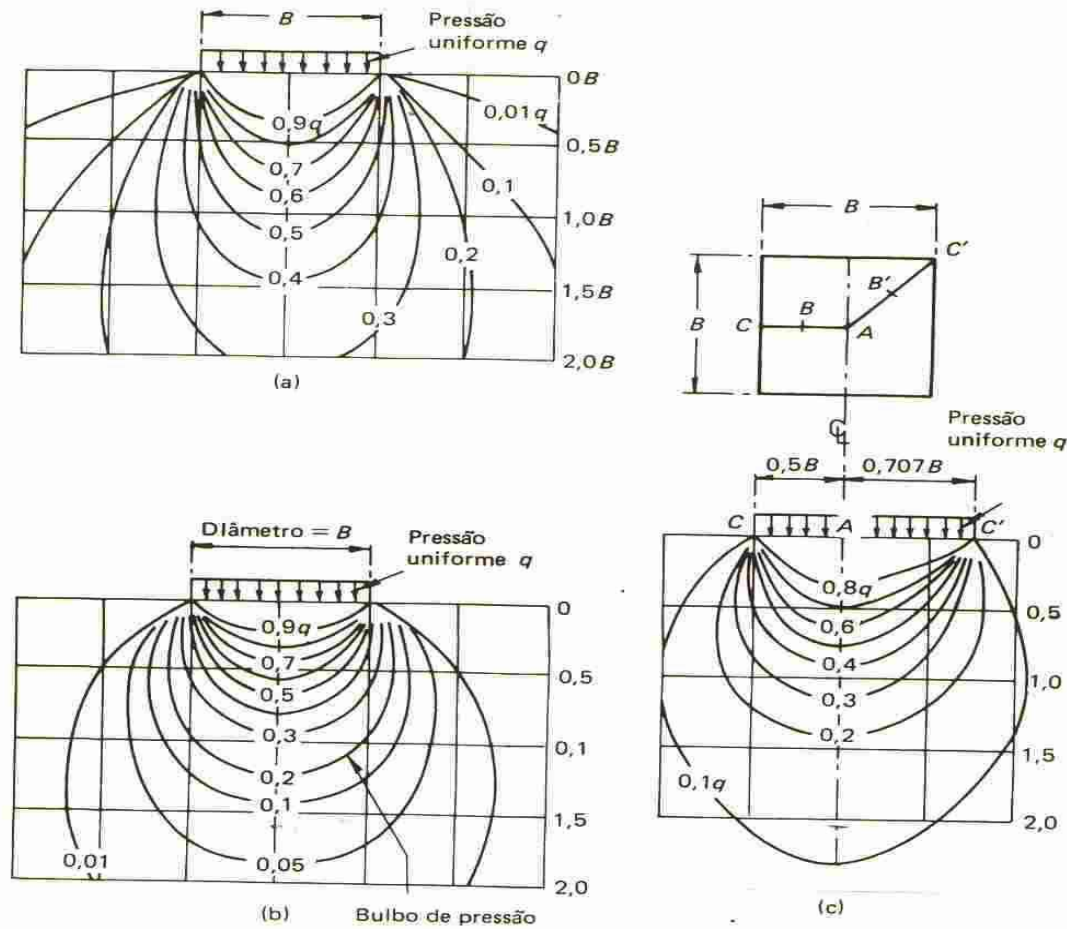 B
Pressão
uniforme q
0B
0,01q
0,9q
0,5B
0,7
0,1
0,6
1,0B
0,5
0,2
0,4
1,5B
0,3
2,0B
(a)
B
C'
B'
B
B
C
A
℄
Pressão
uniforme q
0,5B
0,707B
C
A
C'
0
0,8q
0,5
0,6
0,4
1,0
0,3
0,2
1,5
0,1q
2,0
(c)
Diâmetro = B
Pressão
uniforme q
0
0,9q
0,7
0,5
0,5
0,3
0,1
0,2
0,1
1,5
0,01
0,05
2,0
(b)
Bulbo de pressão